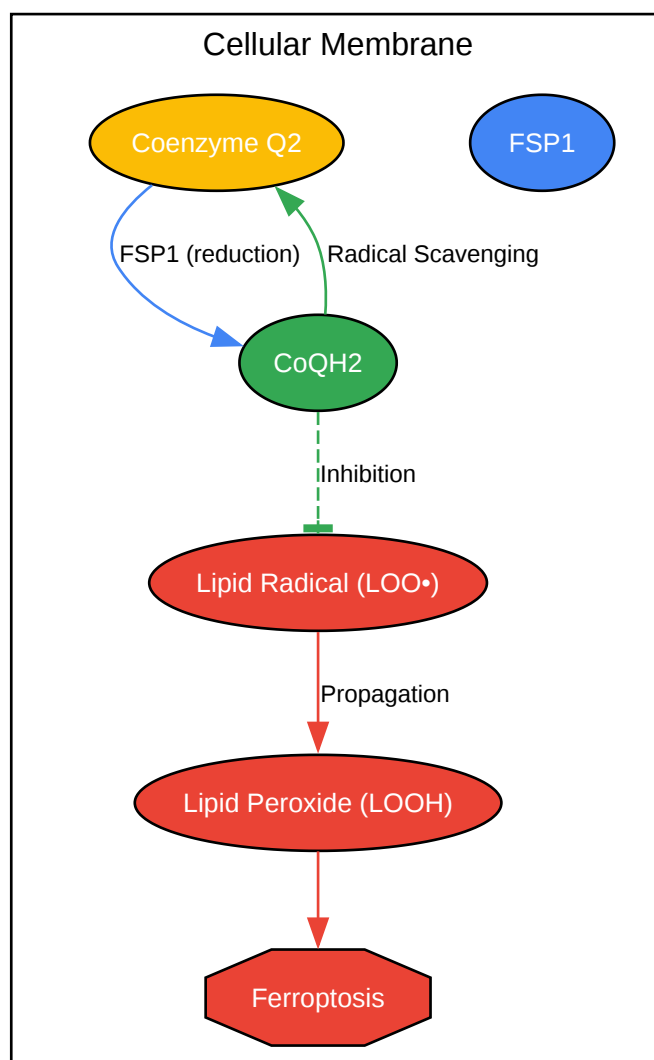 Cellular Membrane
Coenzyme Q2
FSP1
FSP1 (reduction)
Radical Scavenging
CoQH2
Inhibition
Lipid Radical (LOO•)
Propagation
Lipid Peroxide (LOOH)
Ferroptosis